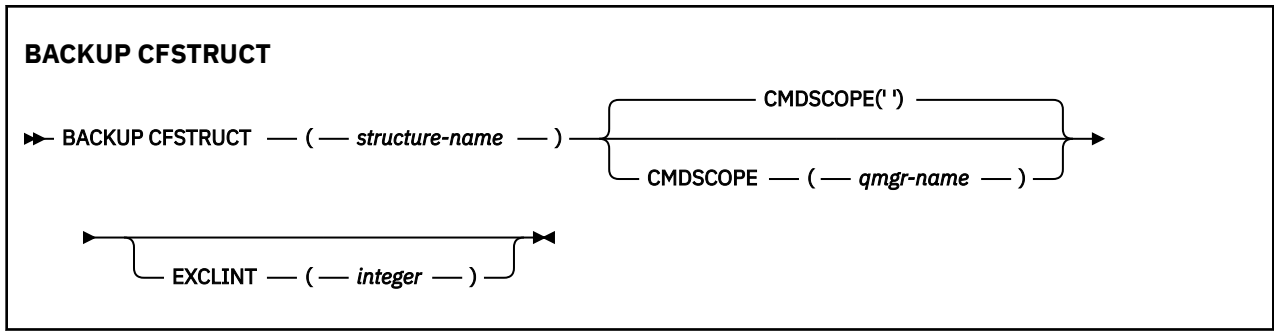 BACKUP CFSTRUCT
CMDSCOPE(' ')
BACKUP CFSTRUCT ( structure-name )
CMDSCOPE ( qmgr-name )
EXCLINT ( integer )